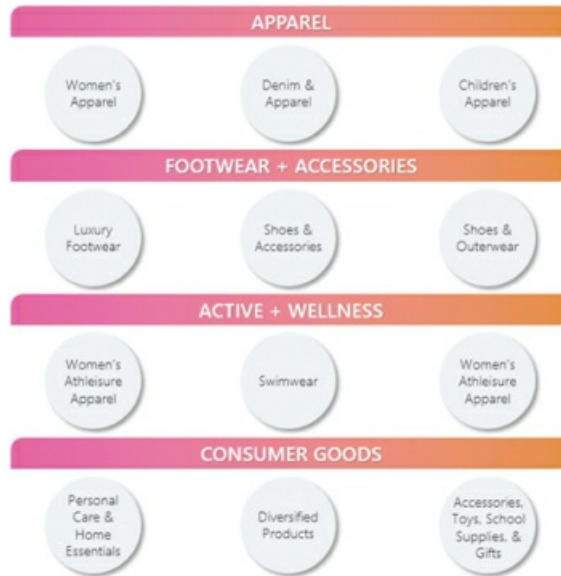 APPAREL
Women's
Apparel
Denim &
Apparel
Children's
Apparel
FOOTWEAR + ACCESSORIES
Luxury
Footwear
Shoes &
Accessories
Shoes &
Outerwear
ACTIVE + WELLNESS
Women's
Athleisure
Apparel
Swimwear
Women's
Athleisure
Apparel
CONSUMER GOODS
Personal
Care &
Home
Essentials
Diversified
Products
Accessories,
Toys, School
Supplies, &
Gifts